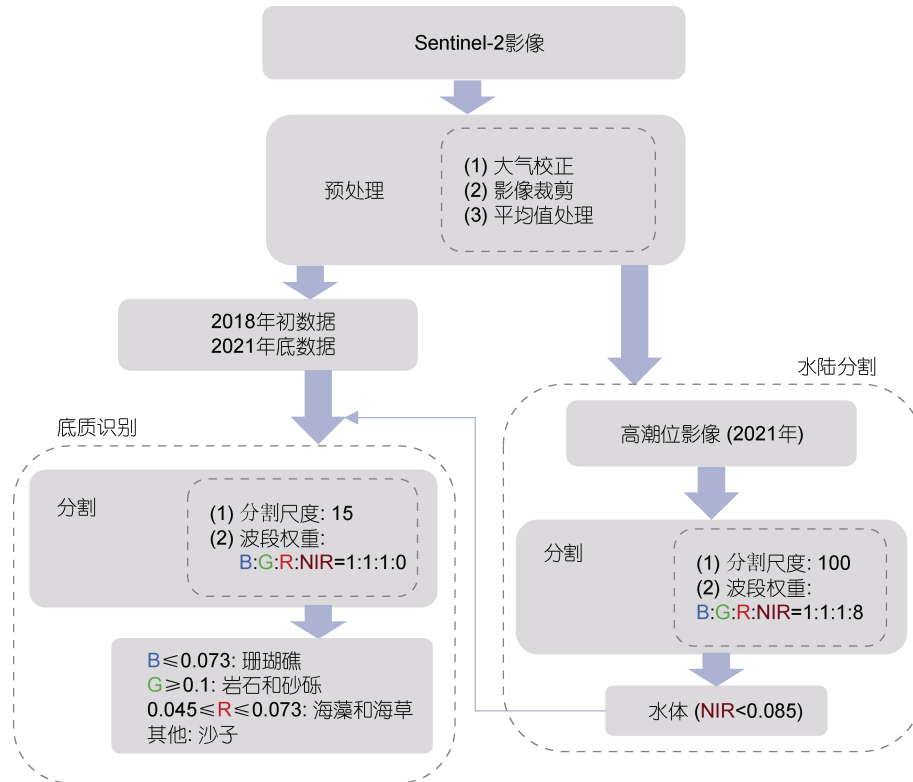 Sentinel-2影像
预处理
(1) 大气校正
(2) 影像裁剪
(3) 平均值处理
2018年初数据
2021年底数据
水陆分割
高潮位影像 (2021年)
底质识别
分割
(1) 分割尺度: 15
(2) 波段权重:
B:G:R:NIR=1:1:1:0
分割
(1) 分割尺度: 100
(2) 波段权重:
B:G:R:NIR=1:1:1:8
B≤0.073: 珊瑚礁
G≥0.1: 岩石和砂砾
0.045≤R≤0.073: 海藻和海草
其他: 沙子
水体 (NIR<0.085)